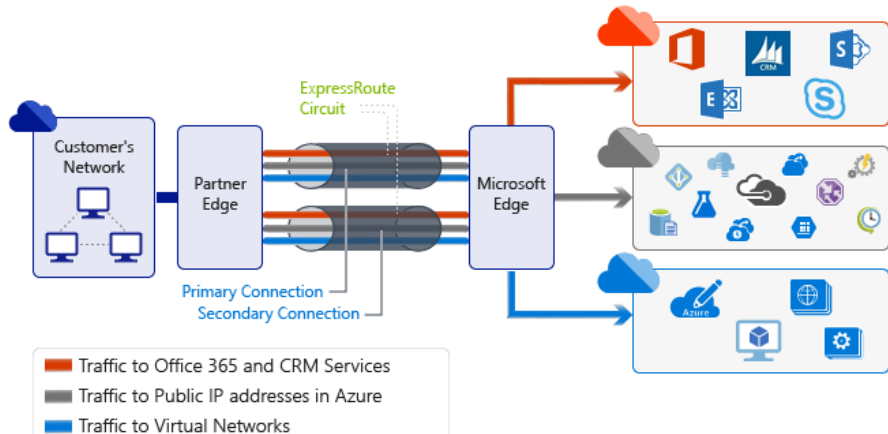 ExpressRoute
Circuit
CRM
S
E
S
Customer's
Network
Partner
Edge
Microsoft
Edge
Primary Connection
Secondary Connection
Azure
Traffic to Office 365 and CRM Services
Traffic to Public IP addresses in Azure
Traffic to Virtual Networks